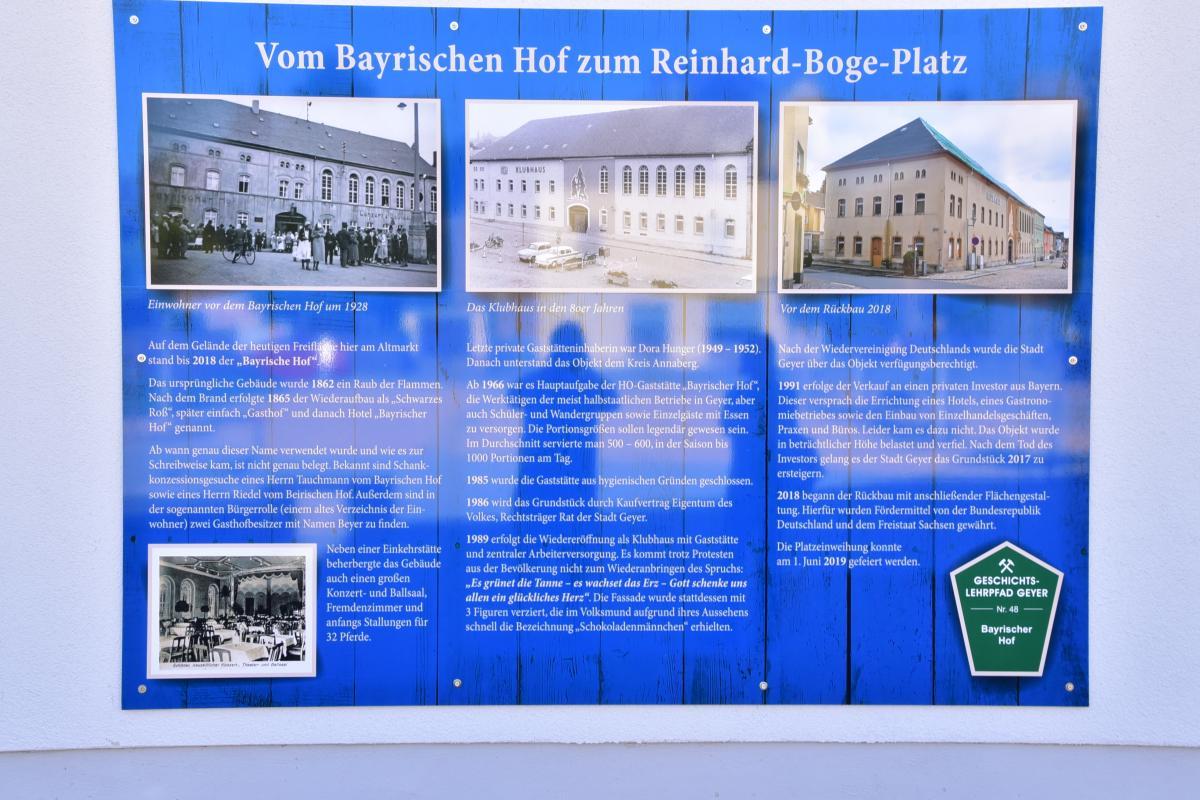 Vom Bayrischen Hof zum Reinhard-Boge-Platz
Einwohner vor dem Bayrischen Hof um 1928
Auf dem Gelände der heutigen Freifläche hier am Altmarkt
stand bis 2018 der „Bayrische Hof“.
Das ursprüngliche Gebäude wurde 1862 ein Raub der Flammen.
Nach dem Brand erfolgte 1865 der Wiederaufbau als „Schwarzes
Roß“, später einfach „Gasthof“ und danach Hotel „Bayrischer
Hof“ genannt.
Ab wann genau dieser Name verwendet wurde und wie es zur
Schreibweise kam, ist nicht genau belegt. Bekannt sind Schank-
konzessionsgesuche eines Herrn Tauchmann vom Bayrischen Hof
sowie eines Herrn Riedel vom Beirischen Hof. Außerdem sind in
der sogenannten Bürgerrolle (einem altes Verzeichnis der Ein-
wohner) zwei Gasthofbesitzer mit Namen Beyer zu finden.
Neben einer Einkehrstätte
beherbergte das Gebäude
auch einen großen
Konzert- und Ballsaal,
Fremdenzimmer und
anfangs Stallungen für
32 Pferde.
KLUBHAUS
Das Klubhaus in den 80er Jahren
Letzte private Gaststätteninhaberin war Dora Hunger (1949 – 1952).
Danach unterstand das Objekt dem Kreis Annaberg.
Ab 1966 war es Hauptaufgabe der HO-Gaststätte „Bayrischer Hof“,
die Werktätigen der meist halbstaatlichen Betriebe in Geyer, aber
auch Schüler- und Wandergruppen sowie Einzelgäste mit Essen
zu versorgen. Die Portionsgrößen sollen legendär gewesen sein.
Im Durchschnitt servierte man 500 – 600, in der Saison bis
1000 Portionen am Tag.
1985 wurde die Gaststätte aus hygienischen Gründen geschlossen.
1986 wird das Grundstück durch Kaufvertrag Eigentum des
Volkes, Rechtsträger Rat der Stadt Geyer.
1989 erfolgt die Wiedereröffnung als Klubhaus mit Gaststätte
und zentraler Arbeiterversorgung. Es kommt trotz Protesten
aus der Bevölkerung nicht zum Wiederanbringen des Spruchs:
„Es grünet die Tanne – es wachset das Erz – Gott schenke uns
allen ein glückliches Herz“. Die Fassade wurde stattdessen mit
3 Figuren verziert, die im Volksmund aufgrund ihres Aussehens
schnell die Bezeichnung „Schokoladenmännchen“ erhielten.
Vor dem Rückbau 2018
Nach der Wiedervereinigung Deutschlands wurde die Stadt
Geyer über das Objekt verfügungsberechtigt.
1991 erfolge der Verkauf an einen privaten Investor aus Bayern.
Dieser versprach die Errichtung eines Hotels, eines Gastrono-
miebetriebes sowie den Einbau von Einzelhandelsgeschäften,
Praxen und Büros. Leider kam es dazu nicht. Das Objekt wurde
in beträchtlicher Höhe belastet und verfiel. Nach dem Tod des
Investors gelang es der Stadt Geyer das Grundstück 2017 zu
ersteigern.
2018 begann der Rückbau mit anschließender Flächengestal-
tung. Hierfür wurden Fördermittel von der Bundesrepublik
Deutschland und dem Freistaat Sachsen gewährt.
Die Platzeinweihung konnte
am 1. Juni 2019 gefeiert werden.
GESCHICHTS-
LEHRPFAD GEYER
Nr. 48
Bayrischer
Hof